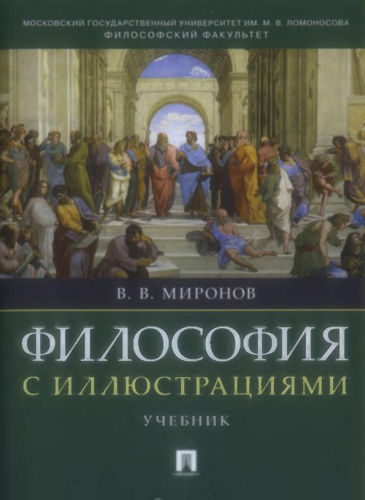 МОСКОВСКИЙ ГОСУДАРСТВЕННЫЙ УНИВЕРСИТЕТ ИМ. М. В. ЛОМОНОСОВА
ФИЛОСОФСКИЙ ФАКУЛЬТЕТ
В. В. МИРОНОВ
ФИЛОСОФИЯ
С ИЛЛЮСТРАЦИЯМИ
УЧЕБНИК
П